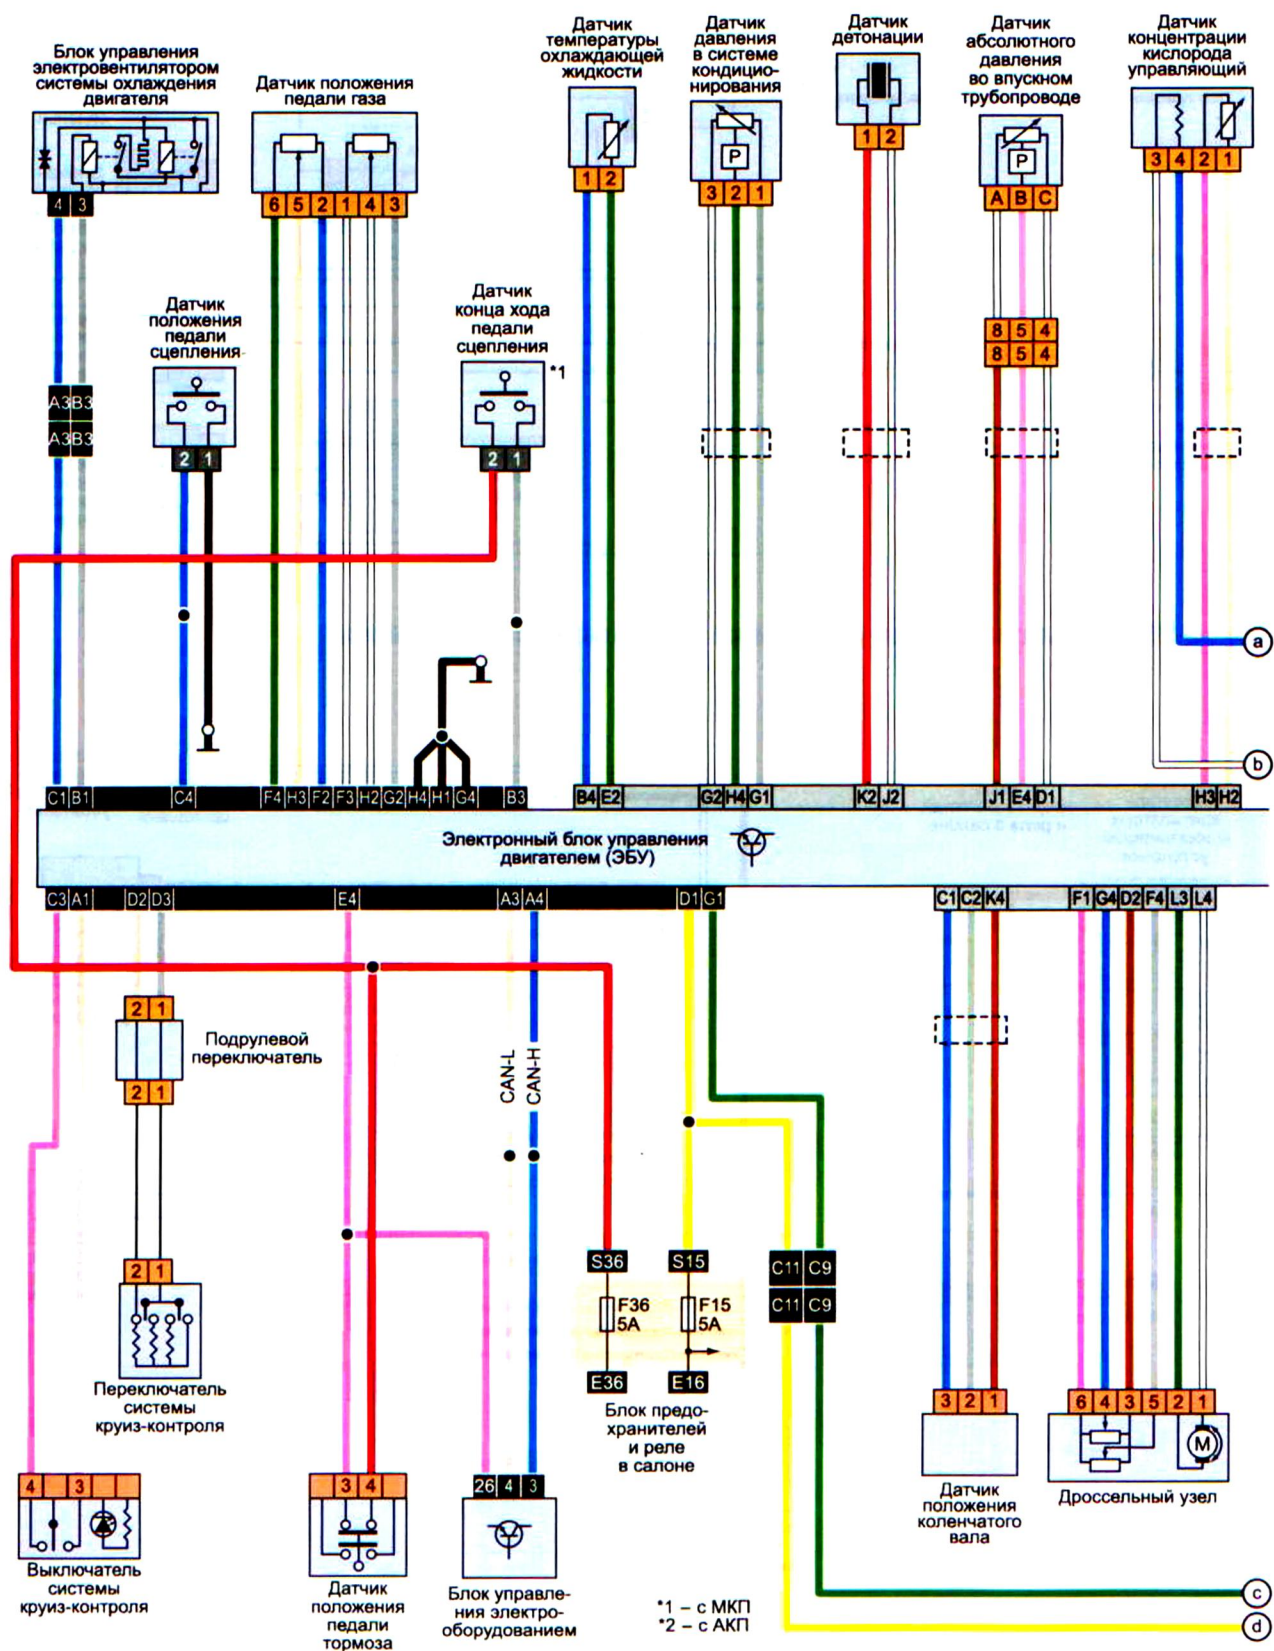 Блок управления
электровентилятором
системы охлаждения
двигателя
Датчик положения
педали газа
Датчик
температуры
охлаждающей
жидкости
Датчик
давления
в системе
кондицио-
нирования
Датчик
детонации
Датчик
абсолютного
давления
во впускном
трубопроводе
Датчик
концентрации
кислорода
управляющий
P
P
4 3
6 5 2 1 4 3
1 2
3 2 1
1 2
A B C
3 4 2 1
Датчик
положения
педали
сцепления
Датчик
конца хода
педали
сцепления
*1
8 5 4
8 5 4
A3 B3
A3 B3
2 1
2 1
a
b
C1 B1 C4 F4 H3 F2 F3 H2 G2 H4 H1 G4 B3
B4 E2 G2 H4 G1 K2 J2 J1 E4 D1 H3 H2
Электронный блок управления
двигателем (ЭБУ)
C3 A1 D2 D3 E4 A3 A4 D1 G1
C1 C2 K4 F1 G4 D2 F4 L3 L4
2 1
Подрулевой
переключатель
2 1
CAN-L
CAN-H
2 1
S36 S15
C11 C9
C11 C9
F36
5A
F15
5A
E36 E16
Переключатель
системы
круиз-контроля
Блок предо-
хранителей
и реле
в салоне
3 2 1
6 4 3 5 2 1
M
4 3
3 4
26 4 3
Датчик
положения
коленчатого
вала
Дроссельный узел
Выключатель
системы
круиз-контроля
Датчик
положения
педали
тормоза
Блок управле-
ния электро-
оборудованием
*1 – с МКП
*2 – с АКП
c
d